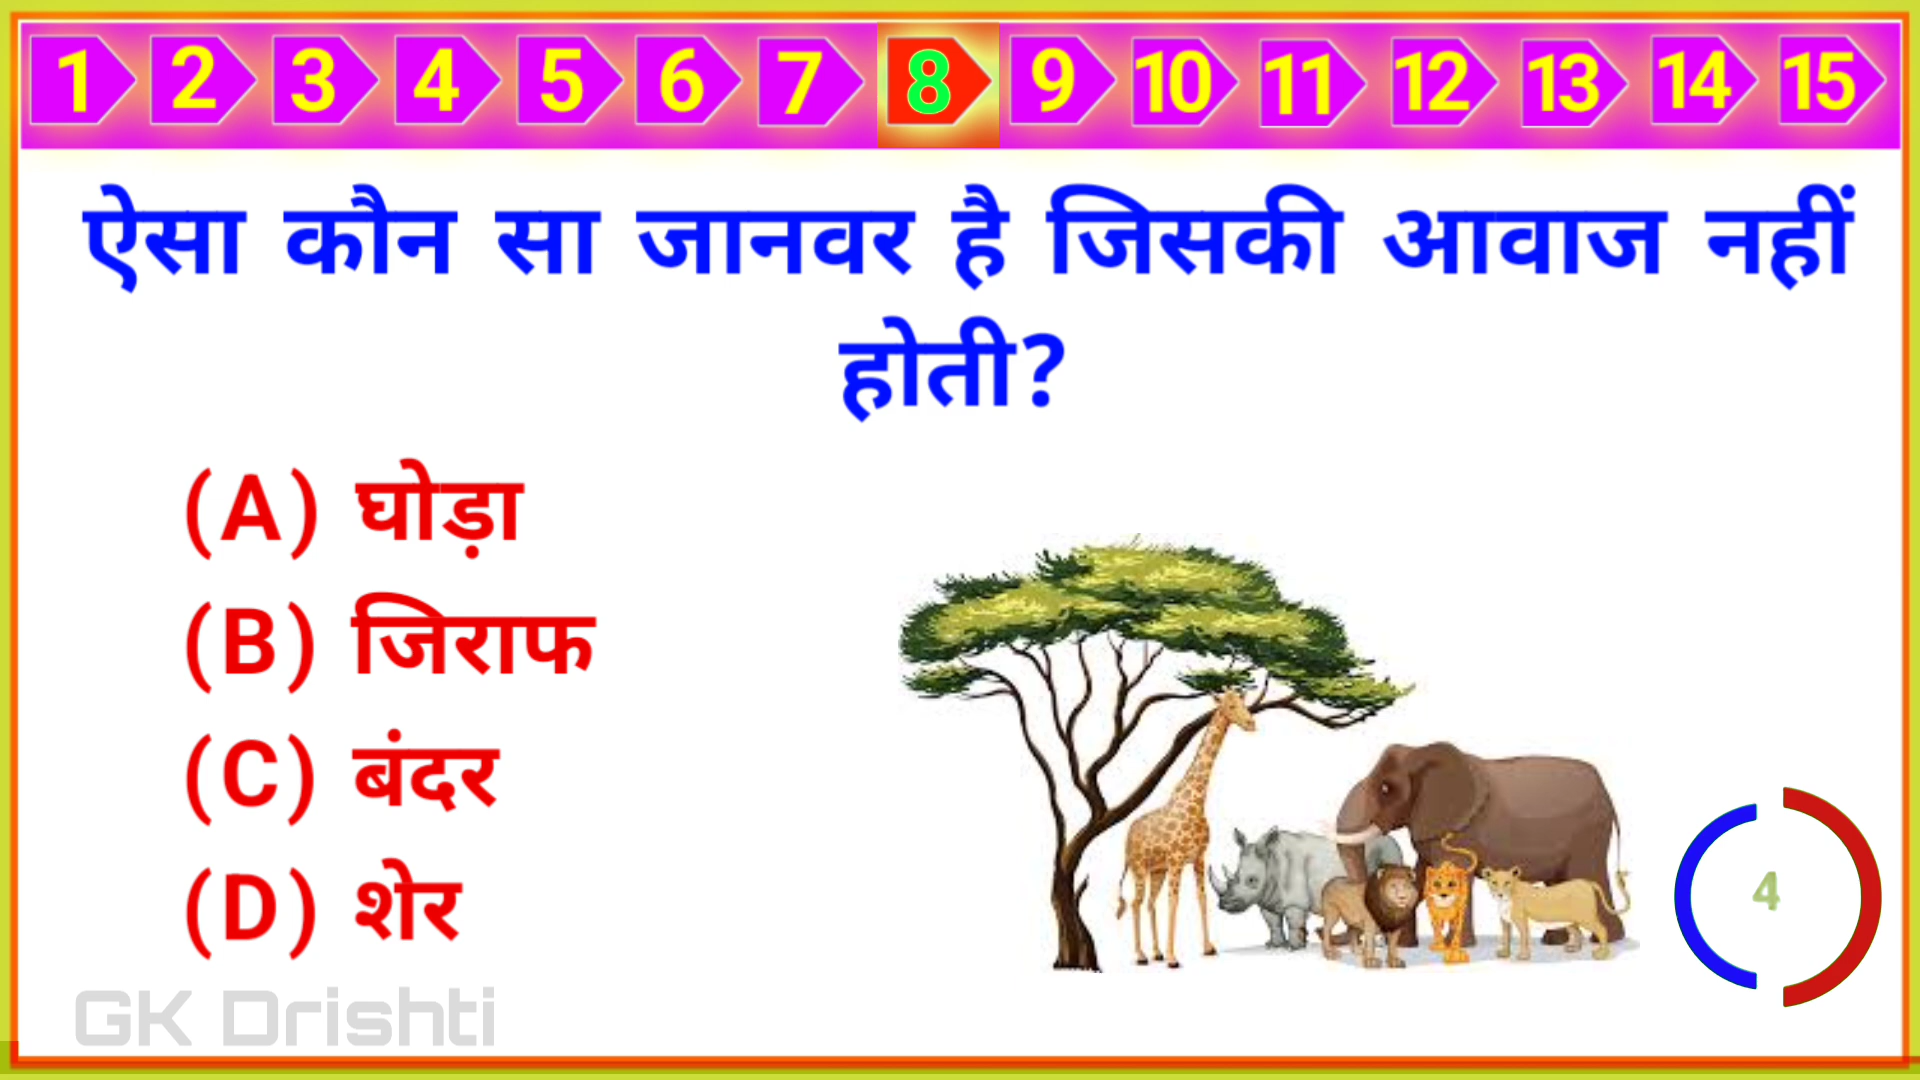 1 2 3 4 5 6 7 8 9 10 11 12 13 14 15
ऐसा कौन सा जानवर है जिसकी आवाज नहीं
होती?
(A) घोड़ा
(B) जिराफ
(C) बंदर
(D) शेर
4
GK Drishti